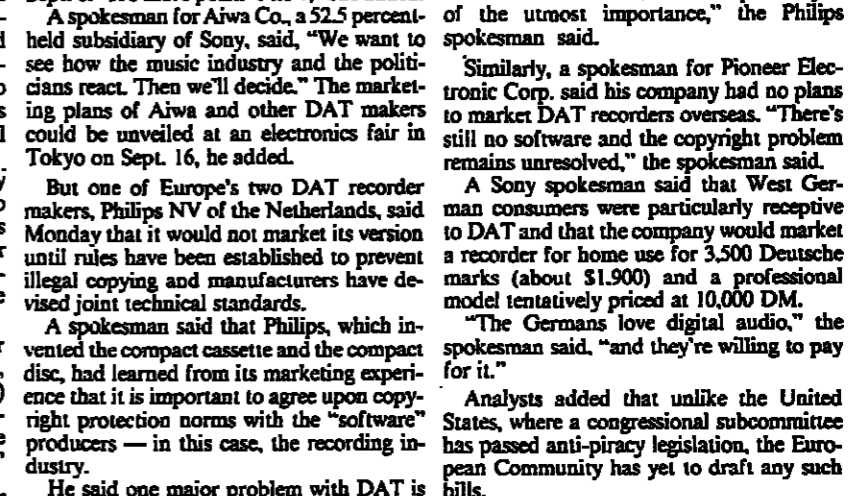 A spokesman for Aiwa Co., a 52.5 percent-
held subsidiary of Sony, said, "We want to
see how the music industry and the politi-
cians react. Then we'll decide." The market-
ing plans of Aiwa and other DAT makers
could be unveiled at an electronics fair in
Tokyo on Sept. 16, he added.
But one of Europe's two DAT recorder
makers, Philips NV of the Netherlands, said
Monday that it would not market its version
until rules have been established to prevent
illegal copying and manufacturers have de-
vised joint technical standards.
A spokesman said that Philips, which in-
vented the compact cassette and the compact
disc, had learned from its marketing experi-
ence that it is important to agree upon copy-
right protection norms with the "software"
producers — in this case, the recording in-
dustry.
He said one major problem with DAT is
of the utmost importance," the Philips
spokesman said.
Similarly, a spokesman for Pioneer Elec-
tronic Corp. said his company had no plans
to market DAT recorders overseas. "There's
still no software and the copyright problem
remains unresolved," the spokesman said.
A Sony spokesman said that West Ger-
man consumers were particularly receptive
to DAT and that the company would market
a recorder for home use for 3,500 Deutsche
marks (about $1.900) and a professional
model tentatively priced at 10,000 DM.
"The Germans love digital audio," the
spokesman said, "and they're willing to pay
for it."
Analysts added that unlike the United
States, where a congressional subcommittee
has passed anti-piracy legislation, the Euro-
pean Community has yet to draft any such
bills.